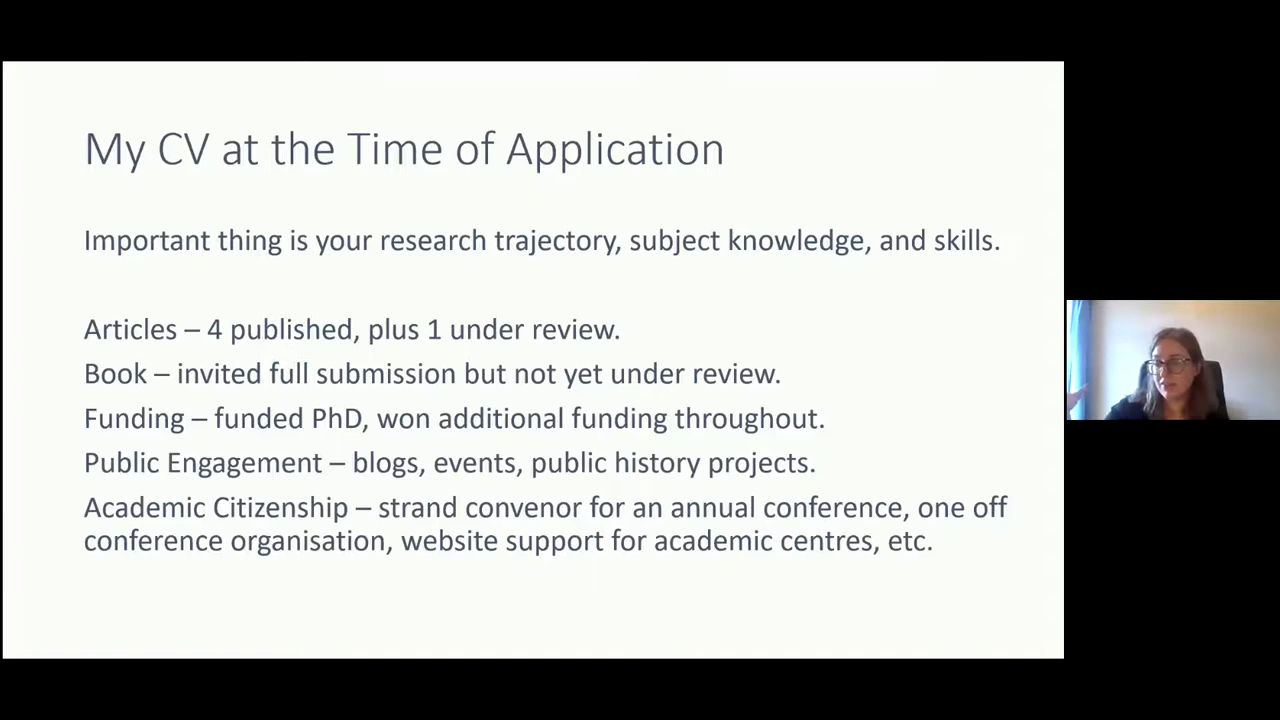 My CV at the Time of Application
Important thing is your research trajectory, subject knowledge, and skills.
Articles – 4 published, plus 1 under review.
Book – invited full submission but not yet under review.
Funding – funded PhD, won additional funding throughout.
Public Engagement – blogs, events, public history projects.
Academic Citizenship – strand convenor for an annual conference, one off
conference organisation, website support for academic centres, etc.